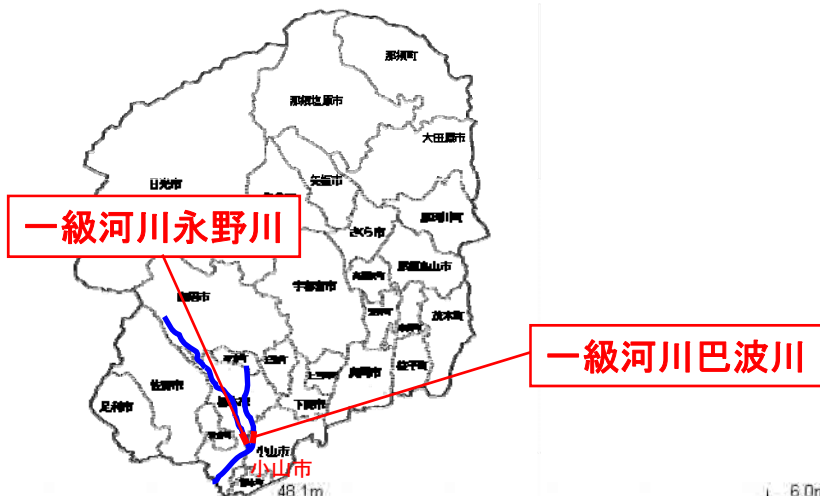 那須町
那須塩原市
大田原市
日光市
矢板市
那珂川町
一級河川永野川
さくら市
那須烏山市
宇都宮市
鹿沼市
茂木町
一級河川巴波川
佐野市
真岡市
益子町
足利市
下野市
小山市
小山市
48.1m